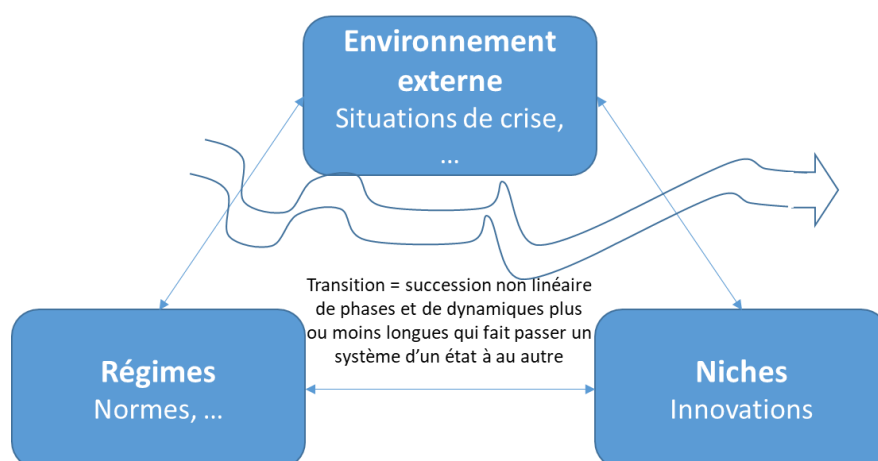 Environnement
externe
Situations de crise,
...
Transition = succession non linéaire
de phases et de dynamiques plus
ou moins longues qui fait passer un
système d'un état à au autre
Régimes
Normes, ...
Niches
Innovations